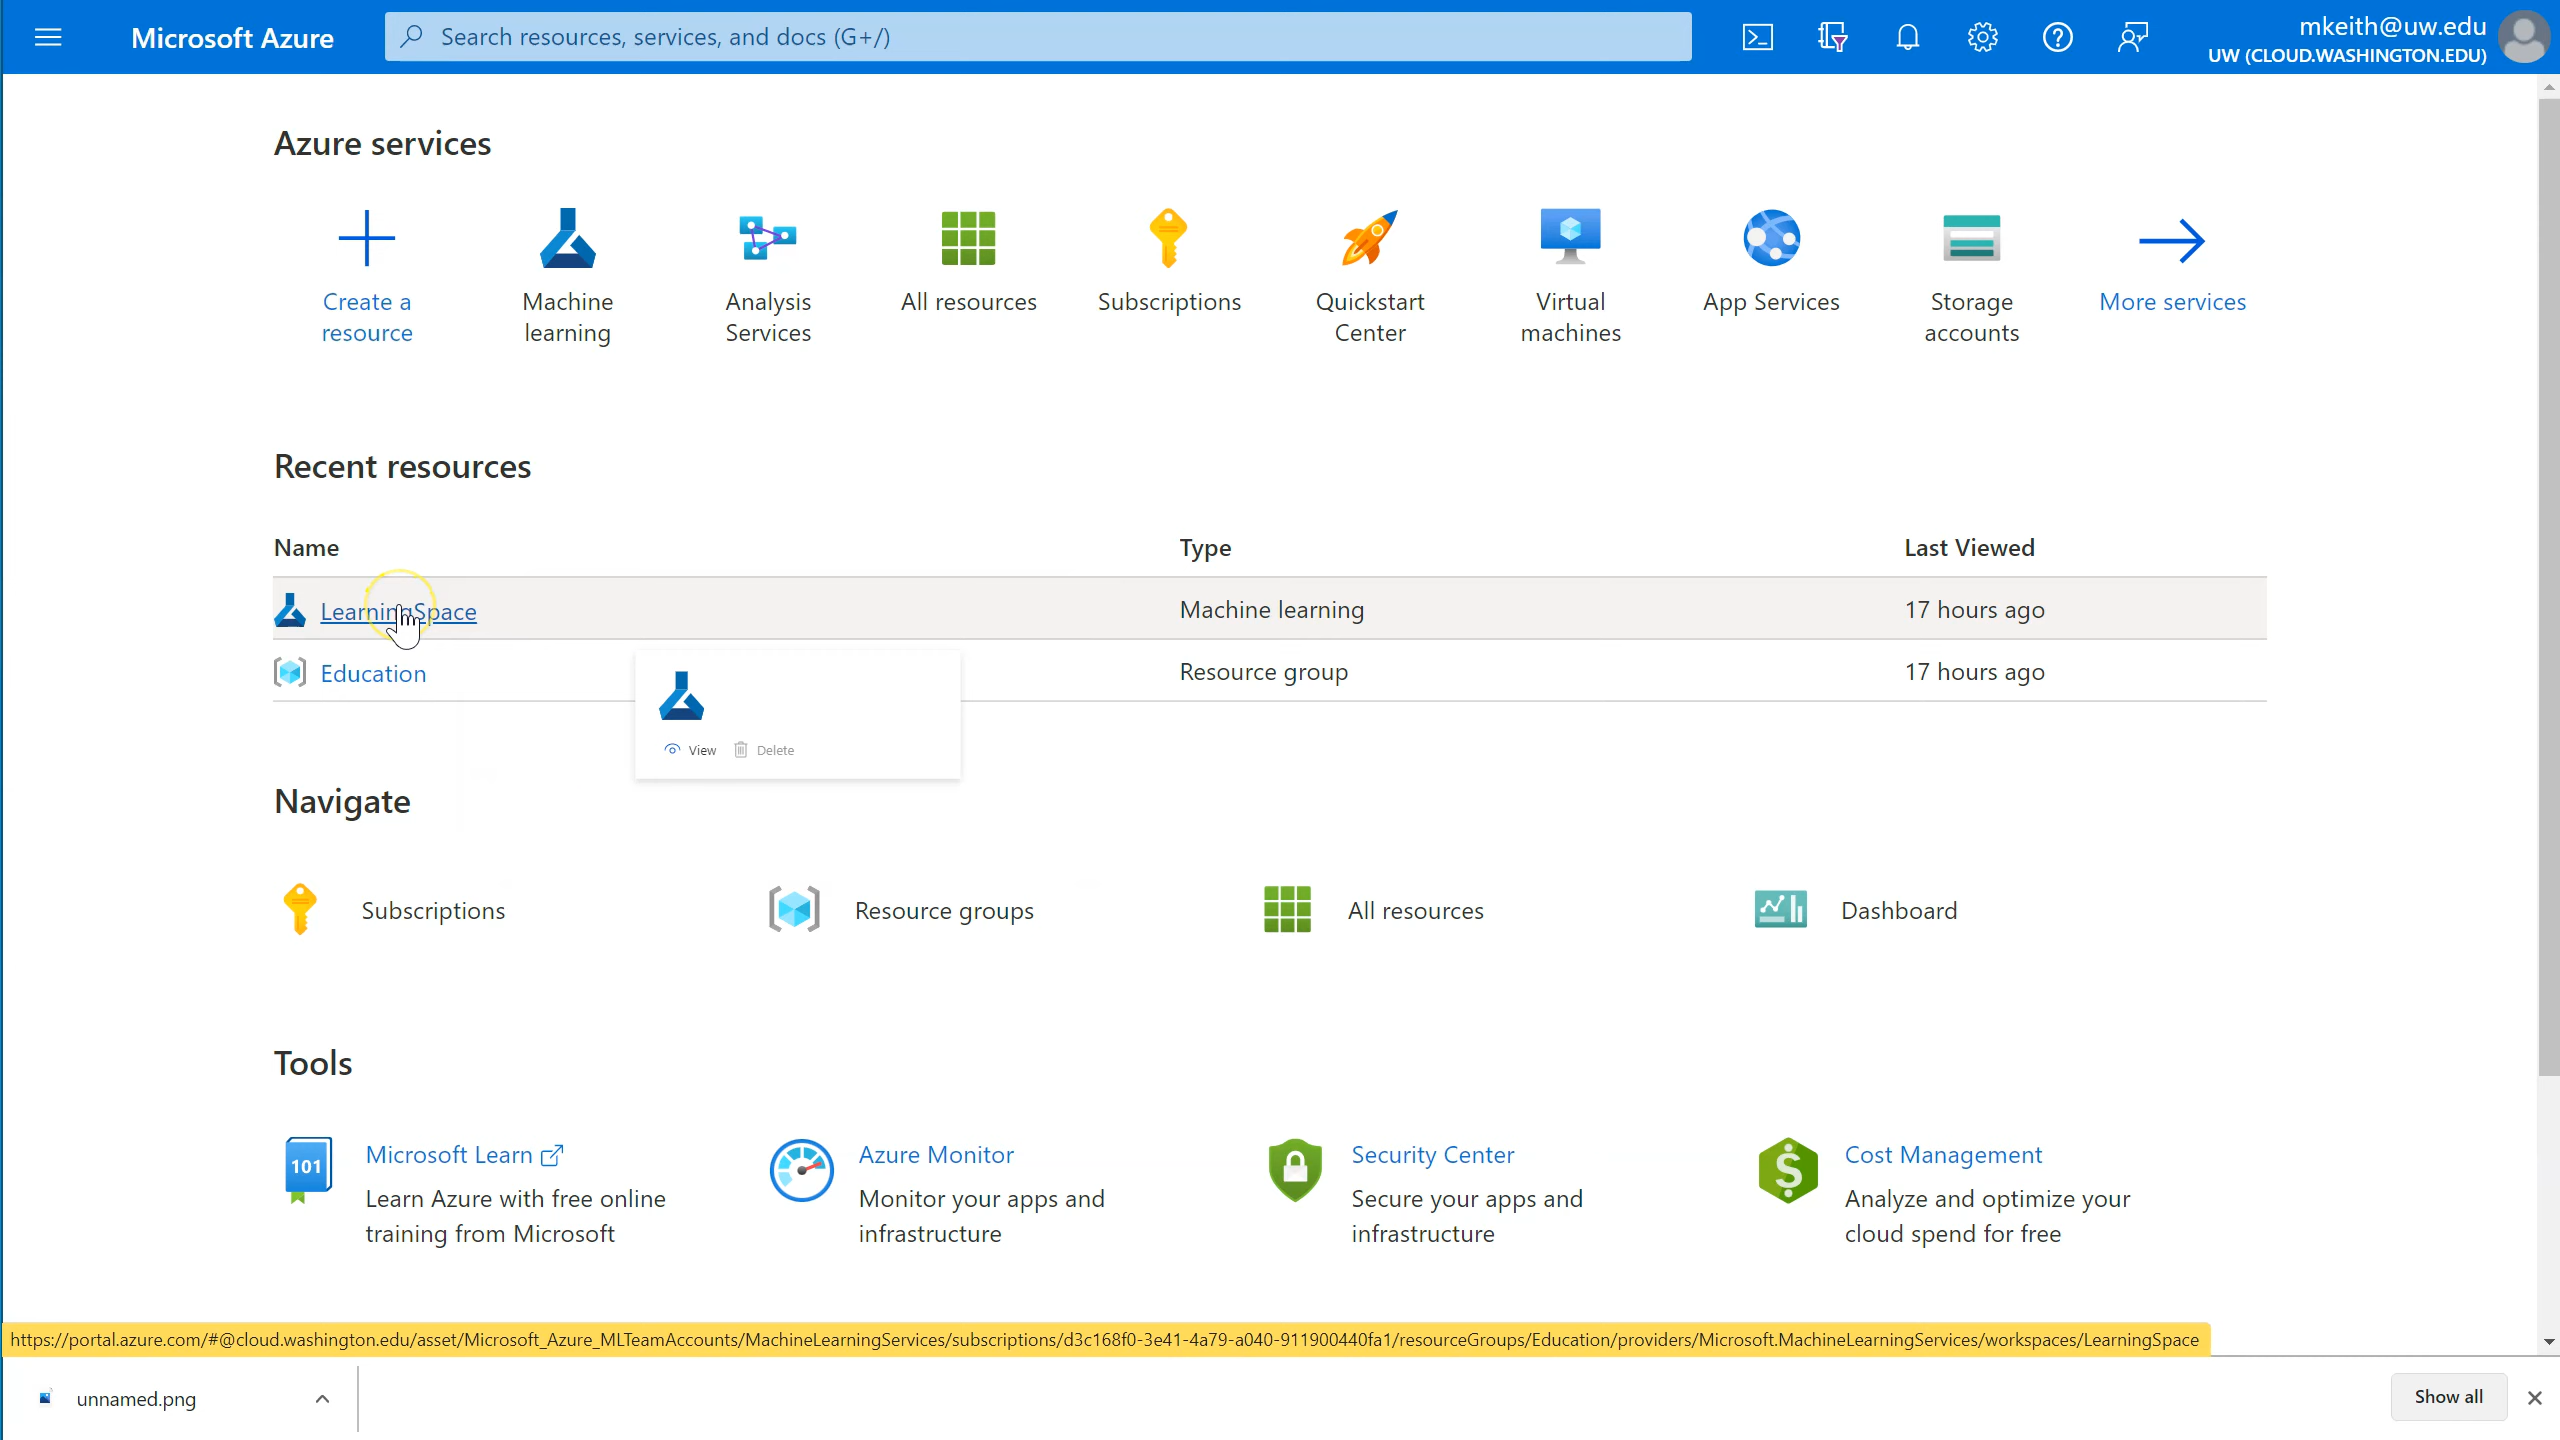 Microsoft Azure
Search resources, services, and docs (G+/)
mkeith@uw.edu
UW (CLOUD.WASHINGTON.EDU)
Azure services
Create a
resource
Machine
learning
Analysis
Services
All resources
Subscriptions
Quickstart
Center
Virtual
machines
App Services
Storage
accounts
More services
Recent resources
Name
Type
Last Viewed
LearningSpace
Machine learning
17 hours ago
Education
Resource group
17 hours ago
View
Delete
Navigate
Subscriptions
Resource groups
All resources
Dashboard
Tools
101
Microsoft Learn
Learn Azure with free online
training from Microsoft
Azure Monitor
Monitor your apps and
infrastructure
Security Center
Secure your apps and
infrastructure
$
Cost Management
Analyze and optimize your
cloud spend for free
https://portal.azure.com/#@cloud.washington.edu/asset/Microsoft_Azure_MLTeamAccounts/MachineLearningServices/subscriptions/d3c168f0-3e41-4a79-a040-911900440fa1/resourceGroups/Education/providers/Microsoft.MachineLearningServices/workspaces/LearningSpace
unnamed.png
Show all